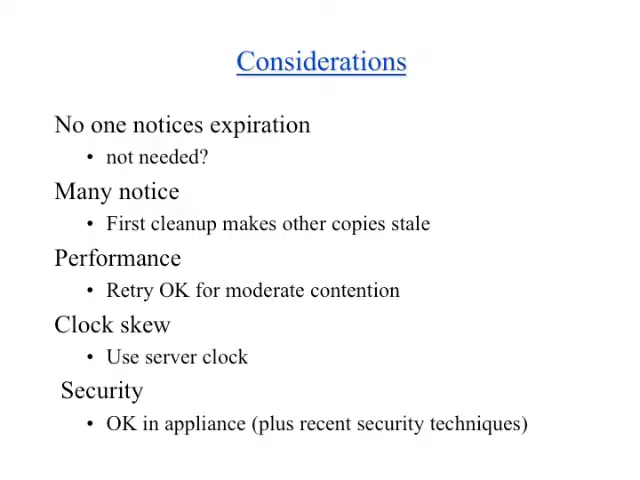 Considerations
No one notices expiration
• not needed?
Many notice
• First cleanup makes other copies stale
Performance
• Retry OK for moderate contention
Clock skew
• Use server clock
Security
• OK in appliance (plus recent security techniques)